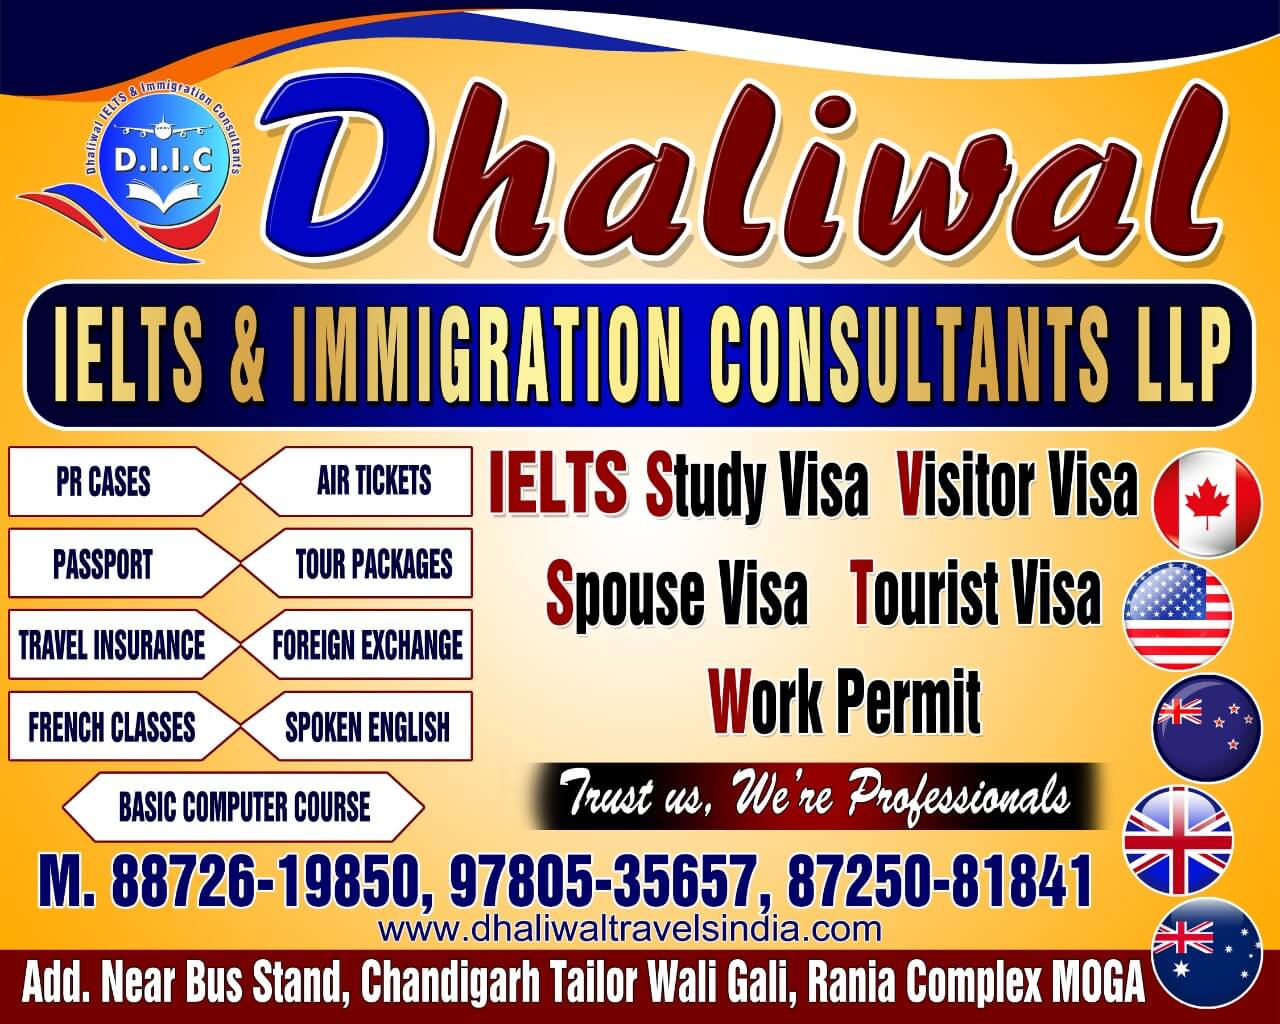 Dhaliwal IELTS & Immigration Consultants
D.I.I.C
Dhaliwal
IELTS & IMMIGRATION CONSULTANTS LLP
PR CASES
AIR TICKETS
PASSPORT
TOUR PACKAGES
TRAVEL INSURANCE
FOREIGN EXCHANGE
FRENCH CLASSES
SPOKEN ENGLISH
BASIC COMPUTER COURSE
IELTS Study Visa Visitor Visa
Spouse Visa Tourist Visa
Work Permit
Trust us, We're Professionals
M. 88726-19850, 97805-35657, 87250-81841
www.dhaliwaltravelsindia.com
Add. Near Bus Stand, Chandigarh Tailor Wali Gali, Rania Complex MOGA